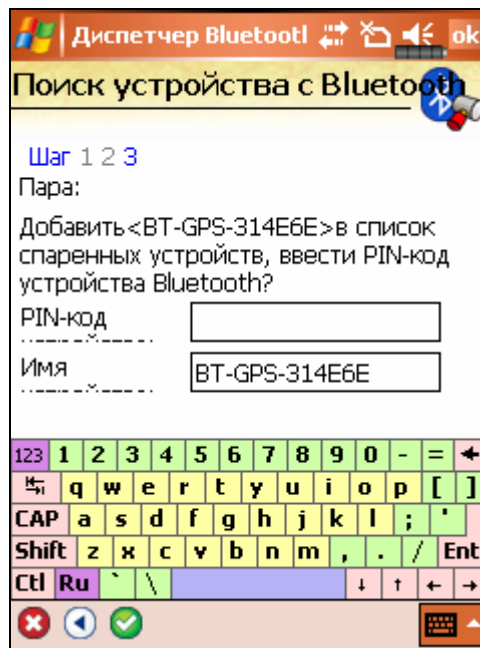 Диспетчер Bluetootl ok
Поиск устройства с Bluetooth
Шаг 1 2 3
Пара:
Добавить<BT-GPS-314E6E>в список
спаренных устройств, ввести PIN-код
устройства Bluetooth?
PIN-код
Имя BT-GPS-314E6E
123 1 2 3 4 5 6 7 8 9 0 - =
q w e r t y u i o p [ ]
CAP a s d f g h j k l ; '
Shift z x c v b n m , . / Ent
Ctl Ru ` \